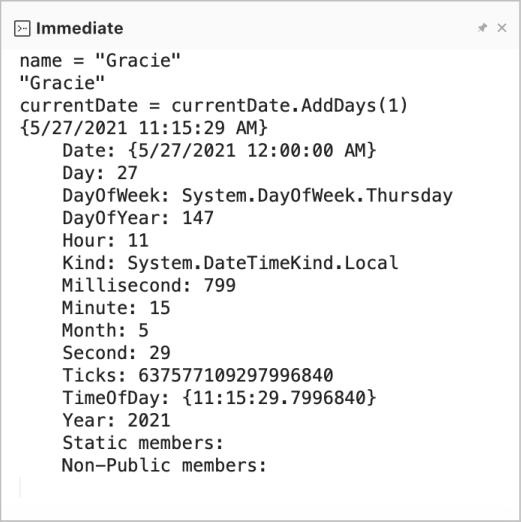 Immediate
name = "Gracie"
"Gracie"
currentDate = currentDate.AddDays(1)
{5/27/2021 11:15:29 AM}
Date: {5/27/2021 12:00:00 AM}
Day: 27
DayOfWeek: System.DayOfWeek.Thursday
DayOfYear: 147
Hour: 11
Kind: System.DateTimeKind.Local
Millisecond: 799
Minute: 15
Month: 5
Second: 29
Ticks: 637577109297996840
TimeOfDay: {11:15:29.7996840}
Year: 2021
Static members:
Non-Public members: